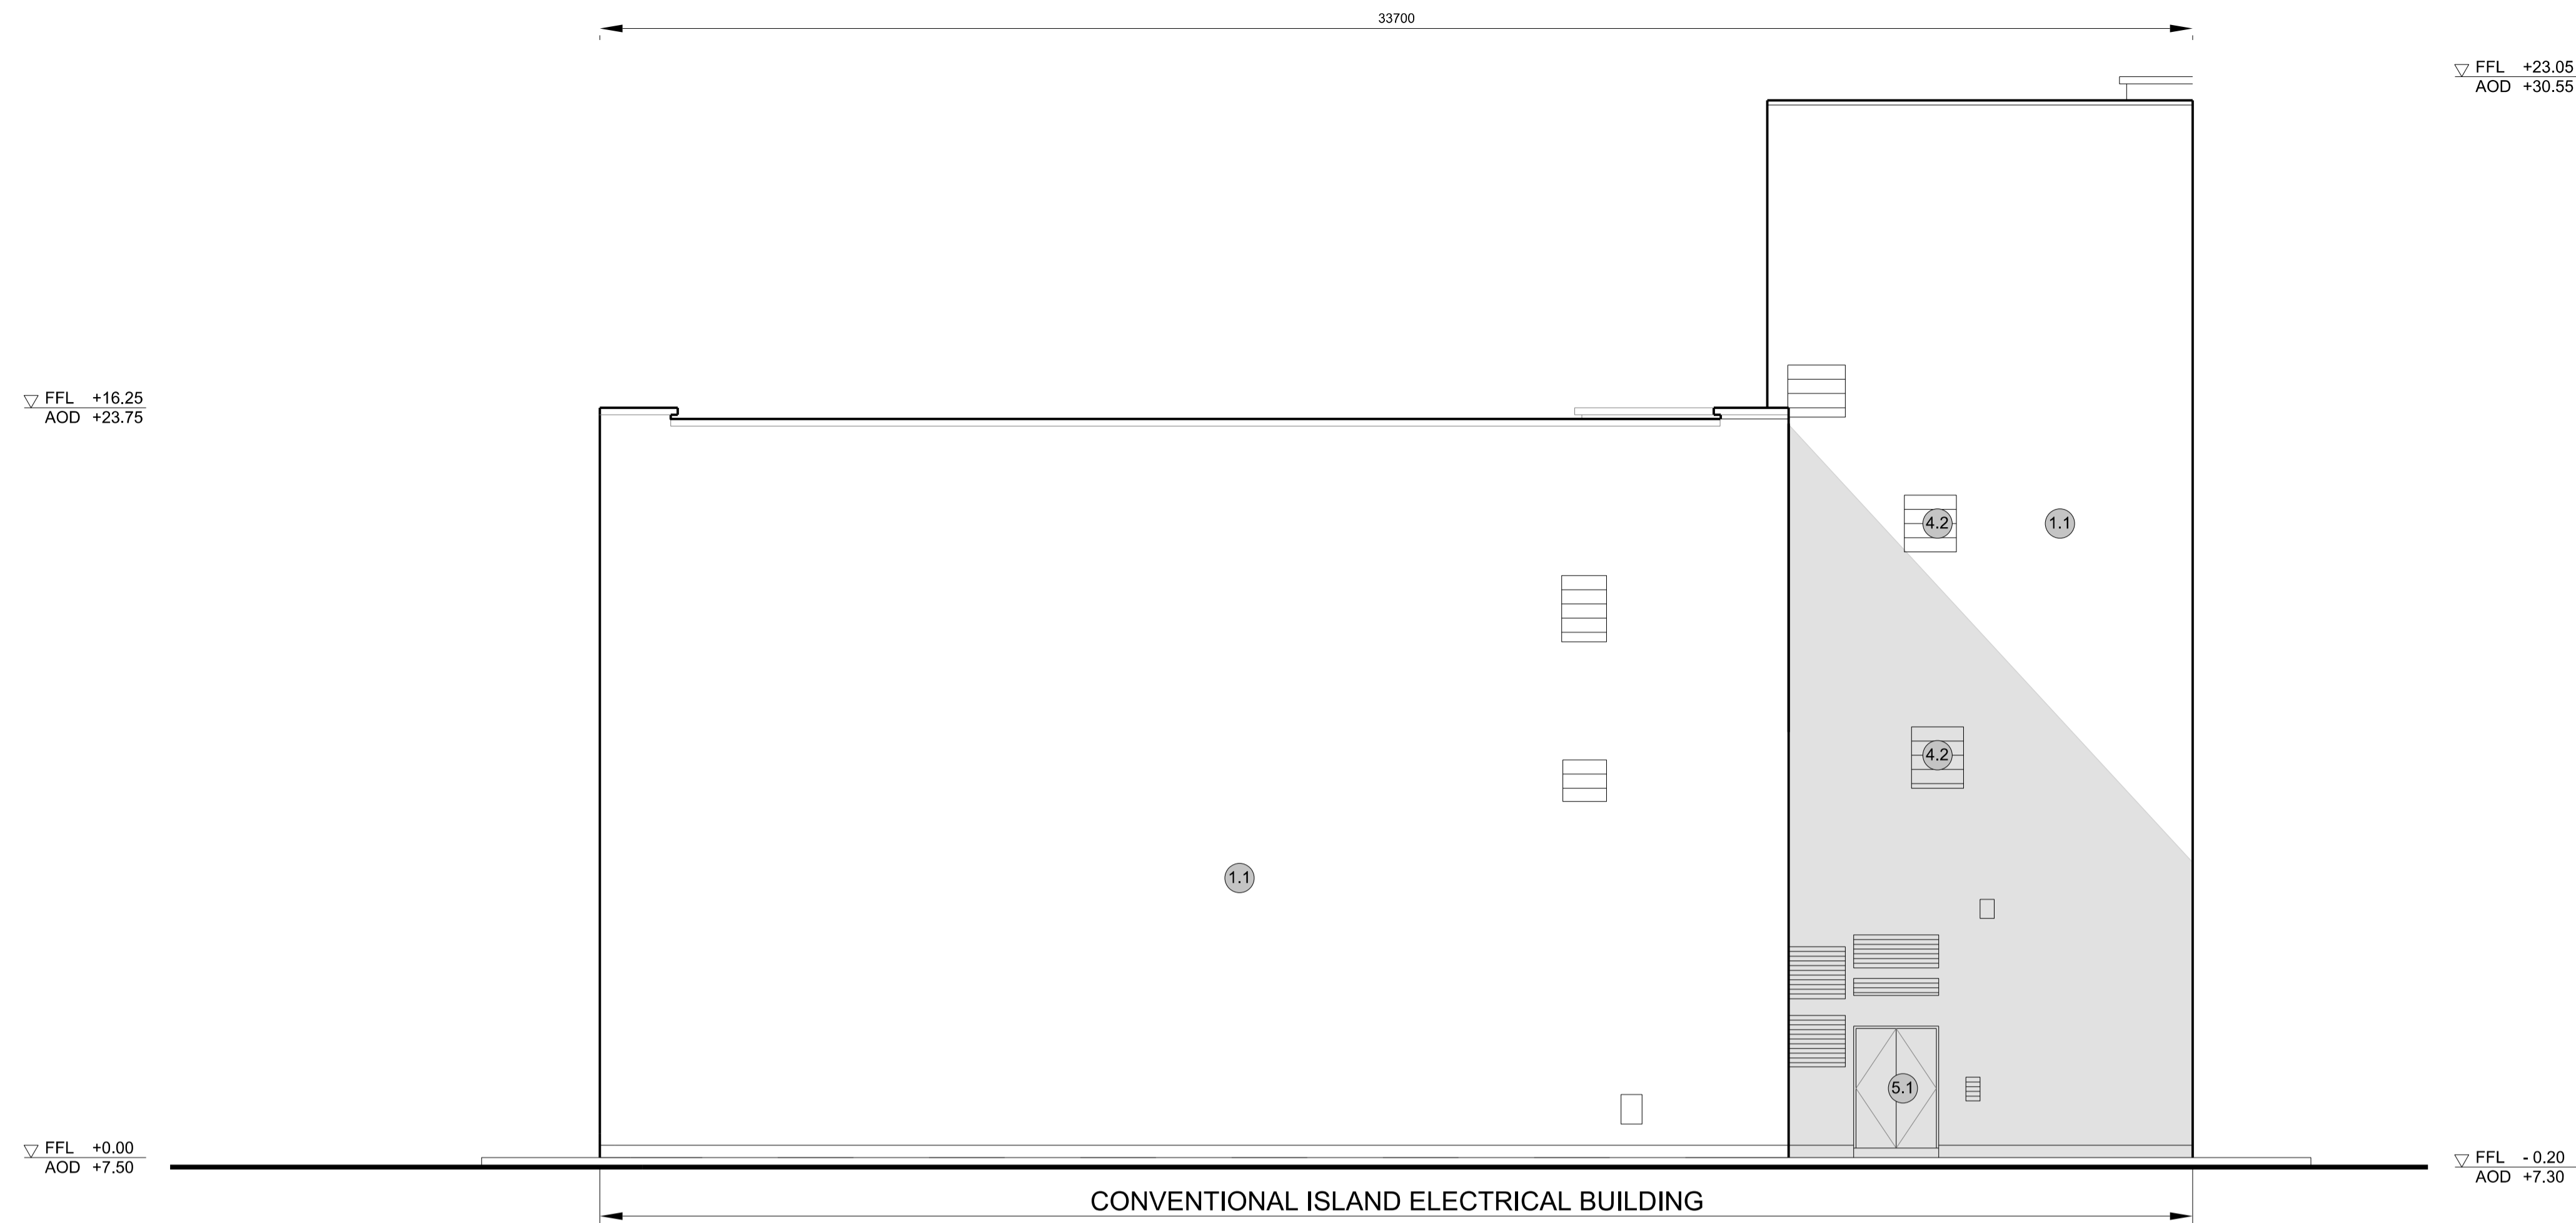 33700
FFL +23.05
AOD +30.55
FFL +16.25
AOD +23.75
4.2
1.1
4.2
1.1
5.1
FFL +0.00
AOD +7.50
FFL - 0.20
AOD +7.30
CONVENTIONAL ISLAND ELECTRICAL BUILDING